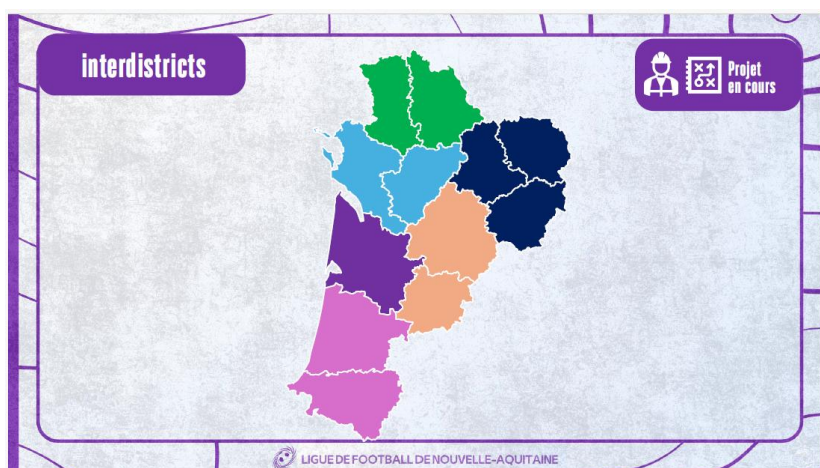 interdistricts
Projet
en cours
LIGUE DE FOOTBALL DE NOUVELLE-AQUITAINE